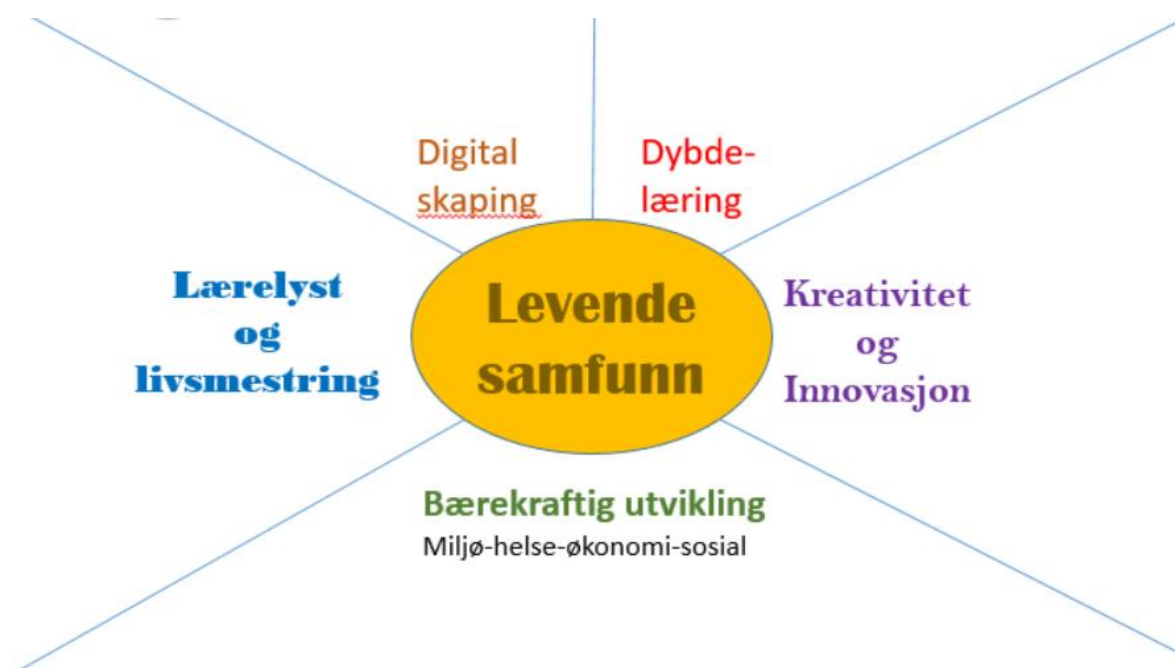 Digital
skaping
Dybde-
læring
Lærelyst
og
livsmestring
Levende
samfunn
Kreativitet
og
Innovasjon
Bærekraftig utvikling
Miljø-helse-økonomi-sosial